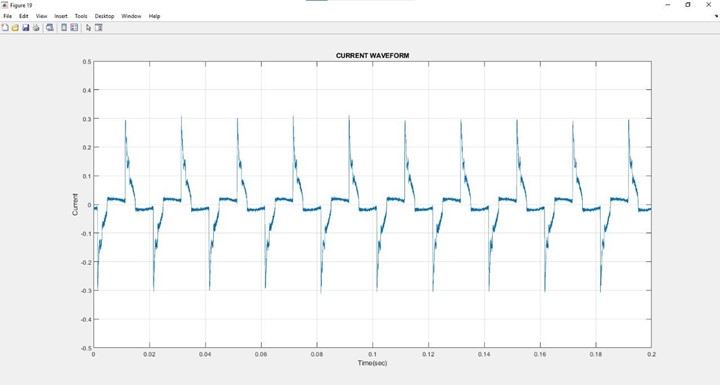 Figure 19
File Edit View Insert Tools Desktop Window Help
CURRENT WAVEFORM
0.5
0.4
0.3
0.2
0.1
0
-0.1
-0.2
-0.3
-0.4
-0.5
Current
0 0.02 0.04 0.06 0.08 0.1 0.12 0.14 0.16 0.18 0.2
Time(sec)